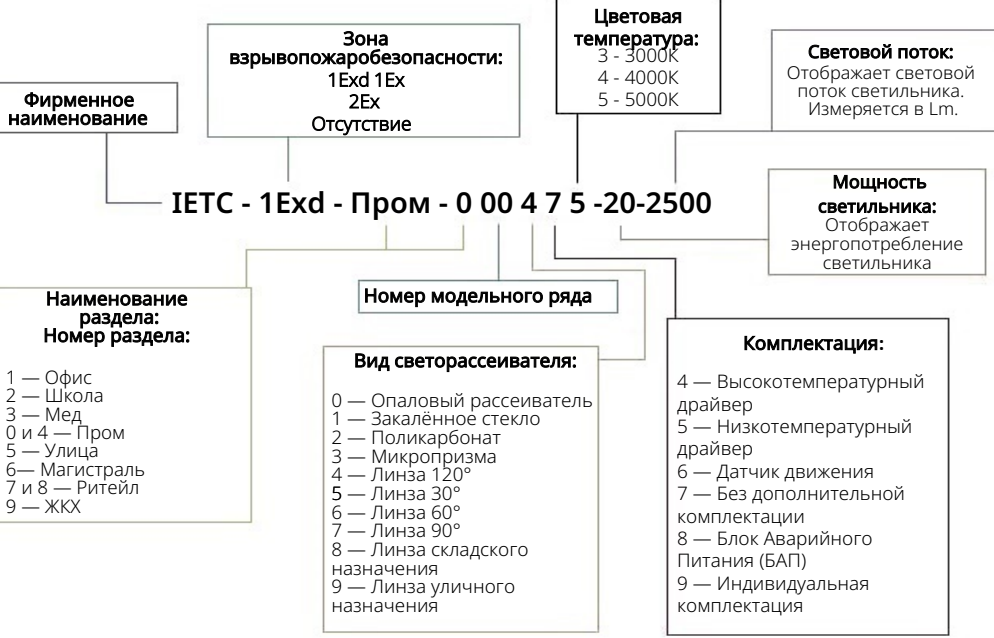 Цветовая
температура:
3 - 3000К
4 - 4000К
5 - 5000К
Зона
взрывопожаробезопасности:
1Exd 1Ex
2Ex
Отсутствие
Световой поток:
Отображает световой
поток светильника.
Измеряется в Lm.
Фирменное
наименование
IETC - 1Exd - Пром - 0 00 4 7 5 -20-2500
Мощность
светильника:
Отображает
энергопотребление
светильника
Наименование
раздела:
Номер раздела:
1 — Офис
2 — Школа
3 — Мед
0 и 4 — Пром
5 — Улица
6— Магистраль
7 и 8 — Ритейл
9 — ЖКХ
Номер модельного ряда
Вид светорассеивателя:
0 — Опаловый рассеиватель
1 — Закалённое стекло
2 — Поликарбонат
3 — Микропризма
4 — Линза 120°
5 — Линза 30°
6 — Линза 60°
7 — Линза 90°
8 — Линза складского
назначения
9 — Линза уличного
назначения
Комплектация:
4 — Высокотемпературный
драйвер
5 — Низкотемпературный
драйвер
6 — Датчик движения
7 — Без дополнительной
комплектации
8 — Блок Аварийного
Питания (БАП)
9 — Индивидуальная
комплектация